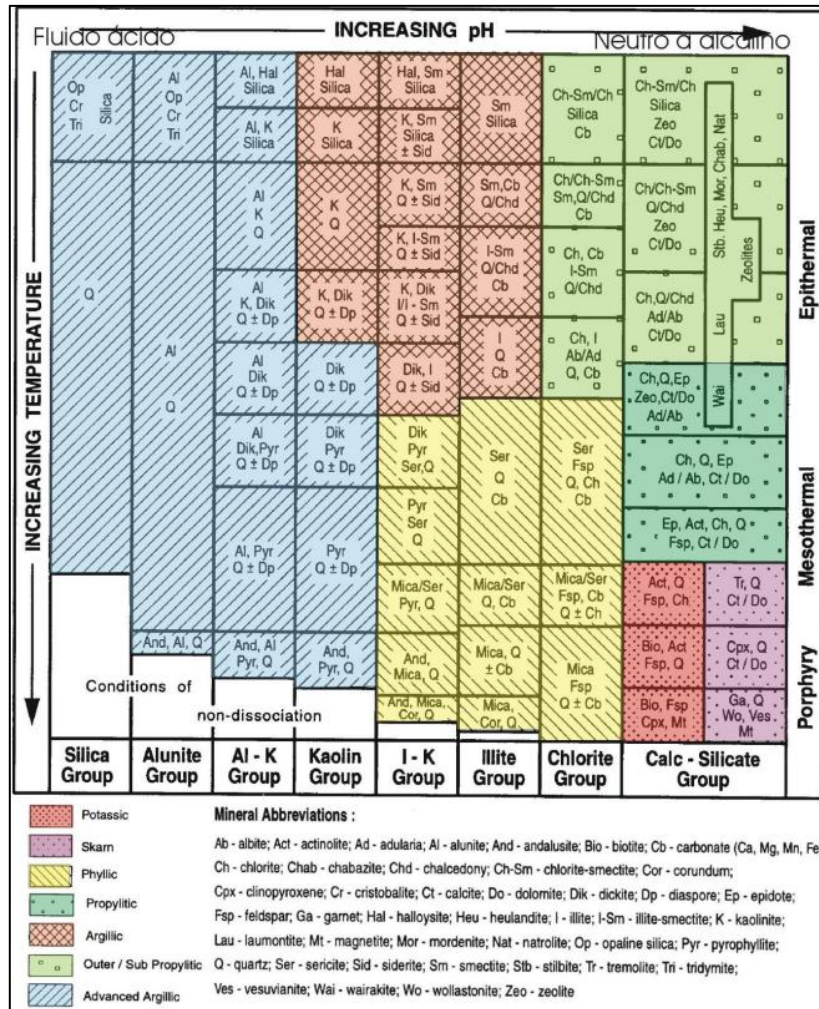 INCREASING pH
Fluido ácido
Neutro a alcalino
INCREASING TEMPERATURE
Op
Cr
Tri
Silica
Q
Al
Op
Cr
Tri
Al
Q
And, Al, Q
Al, Hal
Silica
Al, K
Silica
Al
K
Q
Al
K, Dik
Q ± Dp
Al
Dik
Q ± Dp
Al
Dik,Pyr
Q ± Dp
Al, Pyr
Q ± Dp
And, Al
Pyr, Q
Hal
Silica
K
Silica
K
Q
K, Dik
Q ± Dp
Dik
Q ± Dp
Dik
Pyr
Q ± Dp
Pyr
Q ± Dp
And,
Pyr, Q
Hal, Sm
Silica
K, Sm
Silica
± Sid
K, Sm
Q ± Sid
K, I-Sm
Q ± Sid
K, Dik
I/I - Sm
Q ± Sid
Dik, I
Q ± Sid
Dik
Pyr
Ser,Q
Pyr
Ser
Q
Mica/Ser
Pyr, Q
And,
Mica, Q
And, Mica,
Cor, Q
Sm
Silica
Sm,Cb
Q/Chd
I-Sm
Q/Chd
Cb
I
Q
Cb
Ser
Q
Cb
Mica/Ser
Q, Cb
Mica, Q
± Cb
Mica,
Cor, Q
Ch-Sm/Ch
Silica
Cb
Ch/Ch-Sm
Sm,Q/Chd
Cb
Ch, Cb
I-Sm
Q/Chd
Ch, I
Ab/Ad
Q, Cb
Ser
Fsp
Q, Ch
Cb
Mica/Ser
Fsp, Cb
Q ± Ch
Mica
Fsp
Q ± Cb
Ch-Sm/Ch
Silica
Zeo
Ct/Do
Ch/Ch-Sm
Q/Chd
Zeo
Ct/Do
Ch,Q/Chd
Ad/Ab
Ct/Do
Ch,Q,Ep
Zeo,Ct/Do
Ad/Ab
Stb. Heu, Mor, Chab, Nat
Zeolites
Lau
Wai
Ch, Q, Ep
Ad / Ab, Ct / Do
Ep, Act, Ch, Q
Fsp, Ct / Do
Act, Q
Fsp, Ch
Tr, Q
Ct / Do
Bio, Act
Fsp, Q
Cpx, Q
Ct / Do
Bio, Fsp
Cpx, Mt
Ga, Q
Wo, Ves
Mt
Epithermal
Mesothermal
Porphyry
Conditions of
non-dissociation
Silica
Group
Alunite
Group
Al - K
Group
Kaolin
Group
I - K
Group
Illite
Group
Chlorite
Group
Calc - Silicate
Group
Potassic
Skarn
Phyllic
Propylitic
Argillic
Outer / Sub Propylitic
Advanced Argillic
Mineral Abbreviations :
Ab - albite; Act - actinolite; Ad - adularia; Al - alunite; And - andalusite; Bio - biotite; Cb - carbonate (Ca, Mg, Mn, Fe
Ch - chlorite; Chab - chabazite; Chd - chalcedony; Ch-Sm - chlorite-smectite; Cor - corundum;
Cpx - clinopyroxene; Cr - cristobalite; Ct - calcite; Do - dolomite; Dik - dickite; Dp - diaspore; Ep - epidote;
Fsp - feldspar; Ga - garnet; Hal - halloysite; Heu - heulandite; I - illite; I-Sm - illite-smectite; K - kaolinite;
Lau - laumontite; Mt - magnetite; Mor - mordenite; Nat - natrolite; Op - opaline silica; Pyr - pyrophyllite;
Q - quartz; Ser - sericite; Sid - siderite; Sm - smectite; Stb - stilbite; Tr - tremolite; Tri - tridymite;
Ves - vesuvianite; Wai - wairakite; Wo - wollastonite; Zeo - zeolite